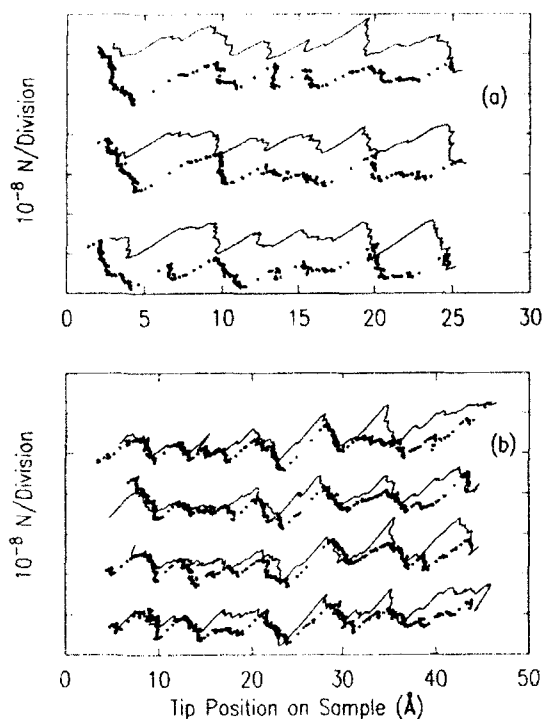 10⁻⁸ N/Division
(a)
0 5 10 15 20 25 30
10⁻⁸ N/Division
(b)
0 10 20 30 40 50
Tip Position on Sample (Å)